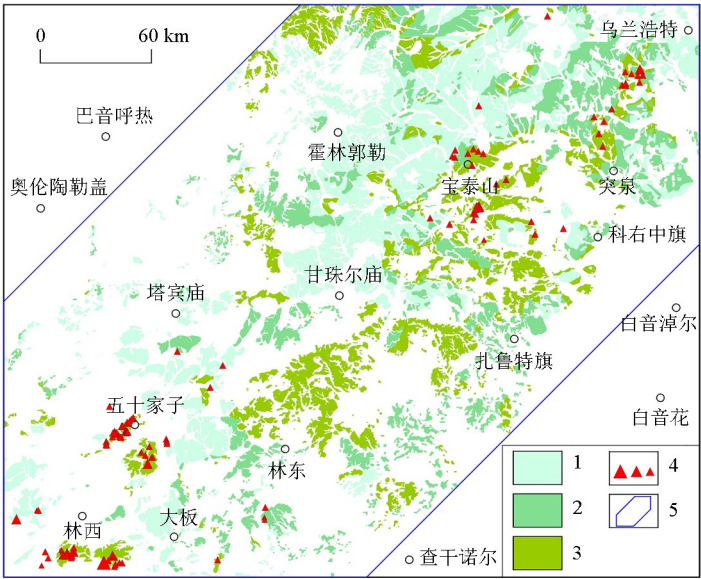 乌兰浩特
0 60 km
巴音呼热
霍林郭勒
奥伦陶勒盖
宝泰山
突泉
科右中旗
甘珠尔庙
塔宾庙
白音淖尔
扎鲁特旗
五十家子
白音花
林东
1
4
2
5
3
林西
大板
查干诺尔